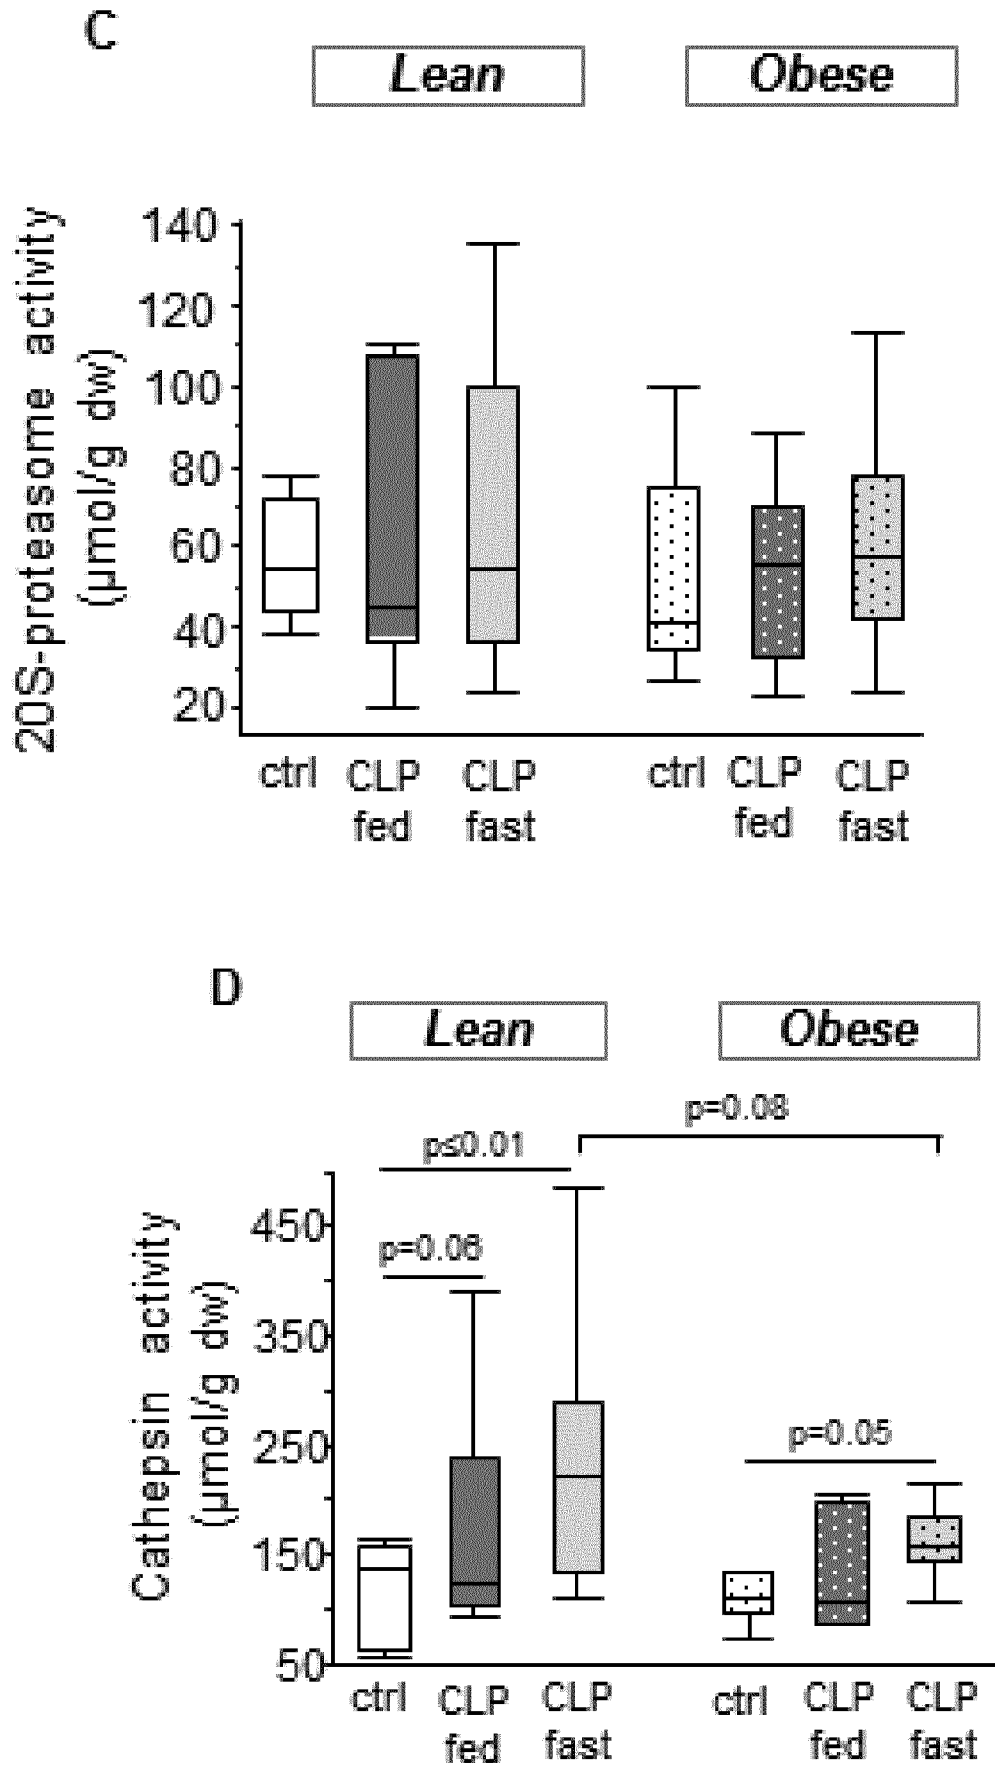 C
Lean Obese
20S-proteasome activity
(µmol/g dw)
140
120
100
80
60
40
20
ctrl CLP CLP ctrl CLP CLP
fed fast fed fast
D
Lean Obese
p=0.08
p≤0.01
p=0.06
p=0.05
Cathepsin activity
(µmol/g dw)
450
350
250
150
50
ctrl CLP CLP ctrl CLP CLP
fed fast fed fast